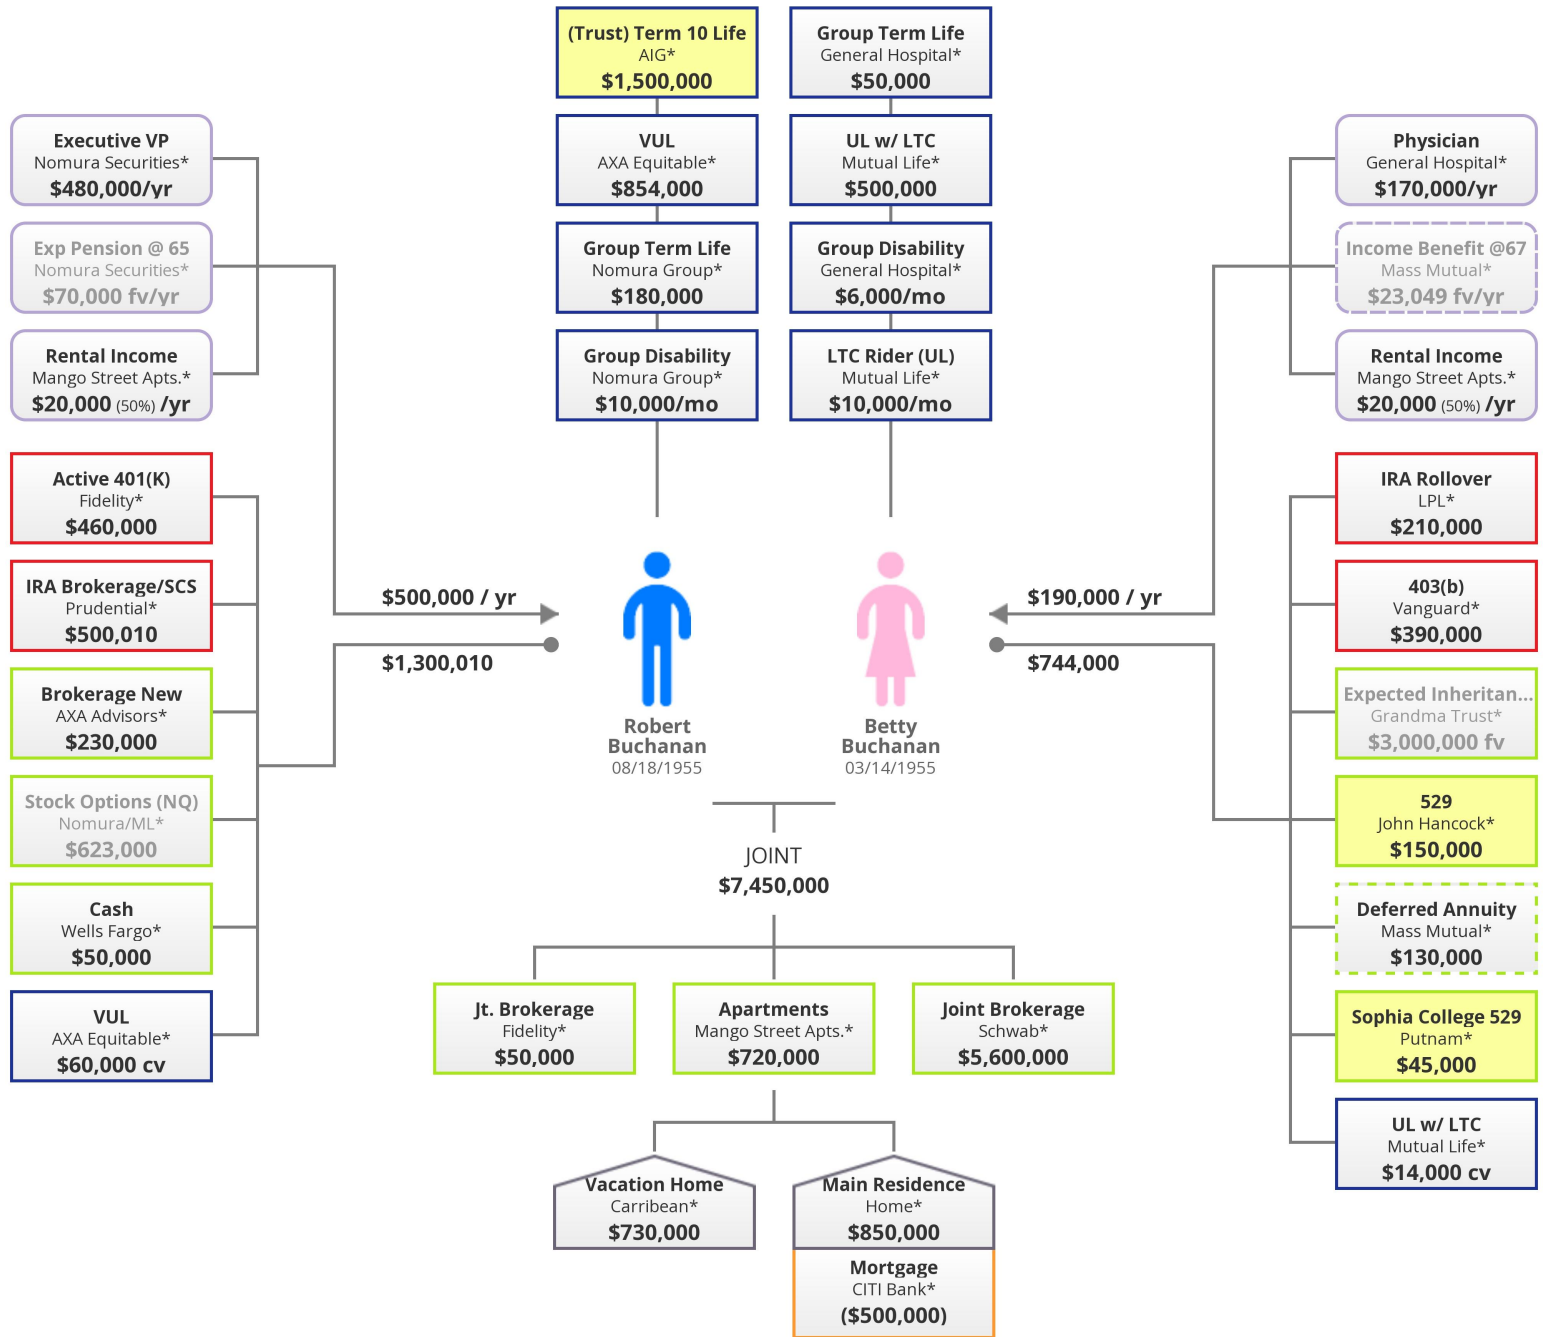 (Trust) Term 10 Life
AIG*
$1,500,000
Group Term Life
General Hospital*
$50,000
Executive VP
Nomura Securities*
$480,000/yr
VUL
AXA Equitable*
$854,000
UL w/ LTC
Mutual Life*
$500,000
Physician
General Hospital*
$170,000/yr
Exp Pension @ 65
Nomura Securities*
$70,000 fv/yr
Group Term Life
Nomura Group*
$180,000
Group Disability
General Hospital*
$6,000/mo
Income Benefit @67
Mass Mutual*
$23,049 fv/yr
Rental Income
Mango Street Apts.*
$20,000 (50%) /yr
Group Disability
Nomura Group*
$10,000/mo
LTC Rider (UL)
Mutual Life*
$10,000/mo
Rental Income
Mango Street Apts.*
$20,000 (50%) /yr
Active 401(K)
Fidelity*
$460,000
IRA Brokerage/SCS
Prudential*
$500,010
Brokerage New
AXA Advisors*
$230,000
Stock Options (NQ)
Nomura/ML*
$623,000
Cash
Wells Fargo*
$50,000
VUL
AXA Equitable*
$60,000 cv
$500,000 / yr
$1,300,010
Robert
Buchanan
08/18/1955
Betty
Buchanan
03/14/1955
$190,000 / yr
$744,000
IRA Rollover
LPL*
$210,000
403(b)
Vanguard*
$390,000
Expected Inheritan...
Grandma Trust*
$3,000,000 fv
529
John Hancock*
$150,000
Deferred Annuity
Mass Mutual*
$130,000
Sophia College 529
Putnam*
$45,000
UL w/ LTC
Mutual Life*
$14,000 cv
JOINT
$7,450,000
Jt. Brokerage
Fidelity*
$50,000
Apartments
Mango Street Apts.*
$720,000
Joint Brokerage
Schwab*
$5,600,000
Vacation Home
Carribean*
$730,000
Main Residence
Home*
$850,000
Mortgage
CITI Bank*
($500,000)